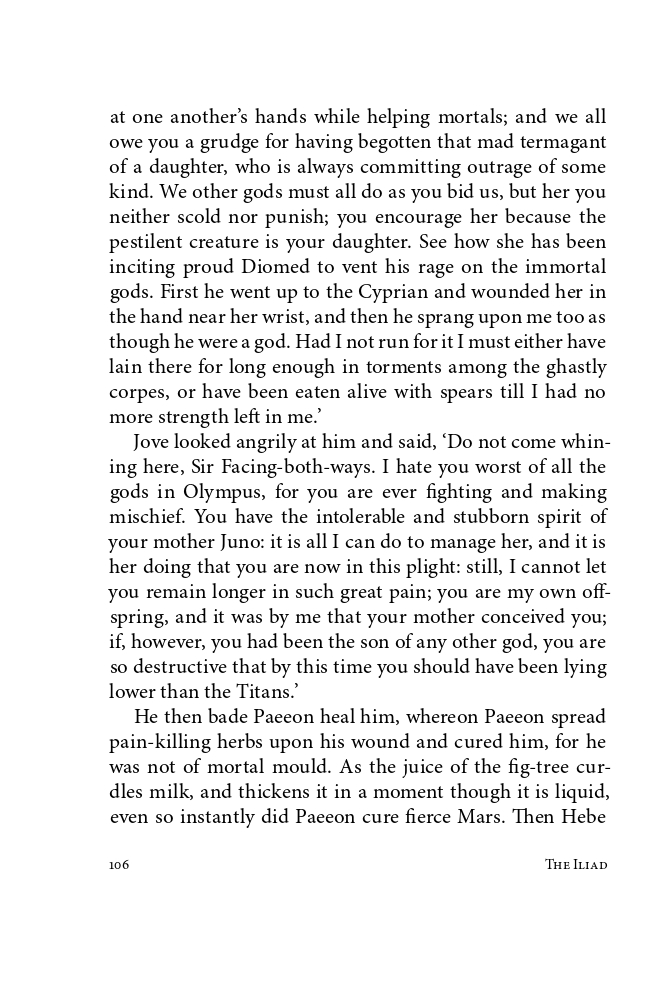 at one another’s hands while helping mortals; and we all
owe you a grudge for having begotten that mad termagant
of a daughter, who is always committing outrage of some
kind. We other gods must all do as you bid us, but her you
neither scold nor punish; you encourage her because the
pestilent creature is your daughter. See how she has been
inciting proud Diomed to vent his rage on the immortal
gods. First he went up to the Cyprian and wounded her in
the hand near her wrist, and then he sprang upon me too as
though he were a god. Had I not run for it I must either have
lain there for long enough in torments among the ghastly
corpes, or have been eaten alive with spears till I had no
more strength left in me.’
Jove looked angrily at him and said, ‘Do not come whin-
ing here, Sir Facing-both-ways. I hate you worst of all the
gods in Olympus, for you are ever fighting and making
mischief. You have the intolerable and stubborn spirit of
your mother Juno: it is all I can do to manage her, and it is
her doing that you are now in this plight: still, I cannot let
you remain longer in such great pain; you are my own off-
spring, and it was by me that your mother conceived you;
if, however, you had been the son of any other god, you are
so destructive that by this time you should have been lying
lower than the Titans.’
He then bade Paeeon heal him, whereon Paeeon spread
pain-killing herbs upon his wound and cured him, for he
was not of mortal mould. As the juice of the fig-tree cur-
dles milk, and thickens it in a moment though it is liquid,
even so instantly did Paeeon cure fierce Mars. Then Hebe
106 The Iliad